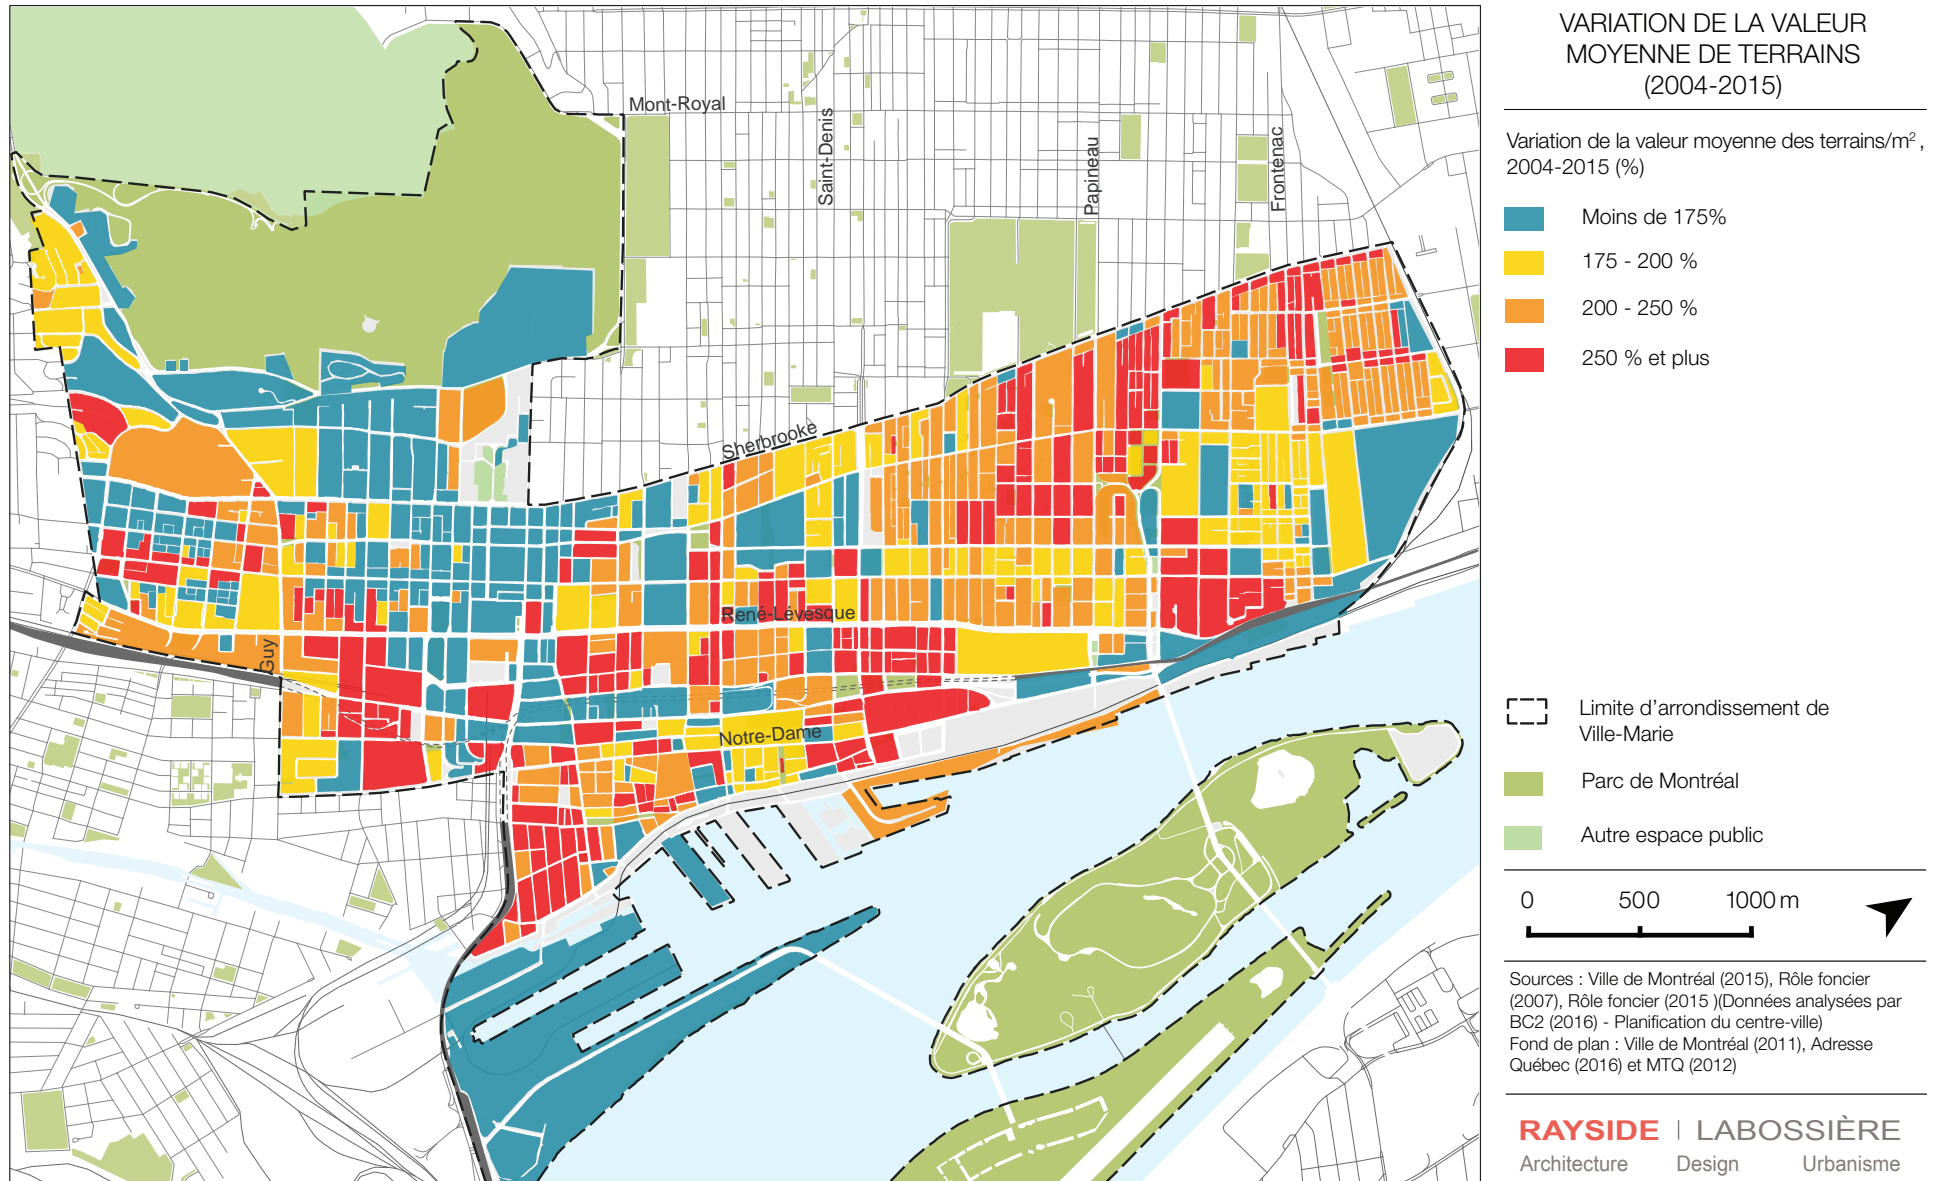 VARIATION DE LA VALEUR
MOYENNE DE TERRAINS
(2004-2015)
Variation de la valeur moyenne des terrains/m²,
2004-2015 (%)
Moins de 175%
175 - 200 %
200 - 250 %
250 % et plus
Limite d'arrondissement de
Ville-Marie
Parc de Montréal
Autre espace public
0 500 1000 m
Sources : Ville de Montréal (2015), Rôle foncier
(2007), Rôle foncier (2015 )(Données analysées par
BC2 (2016) - Planification du centre-ville)
Fond de plan : Ville de Montréal (2011), Adresse
Québec (2016) et MTQ (2012)
RAYSIDE | LABOSSIÈRE
Architecture Design Urbanisme
Mont-Royal
Saint-Denis
Papineau
Frontenac
Sherbrooke
René-Lévesque
Guy
Notre-Dame